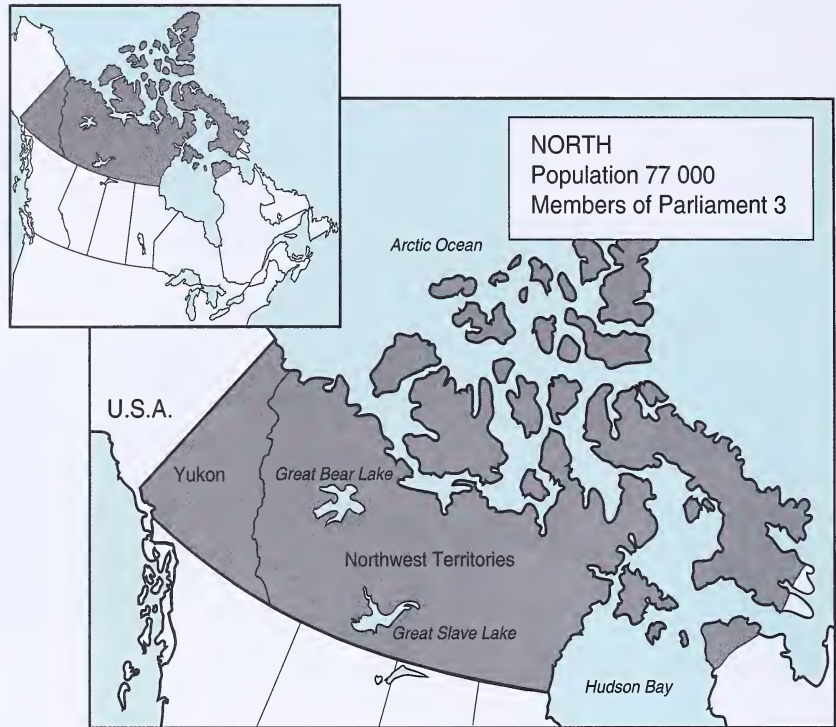 NORTH
Population 77 000
Members of Parliament 3
Arctic Ocean
U.S.A.
Yukon
Great Bear Lake
Northwest Territories
Great Slave Lake
Hudson Bay